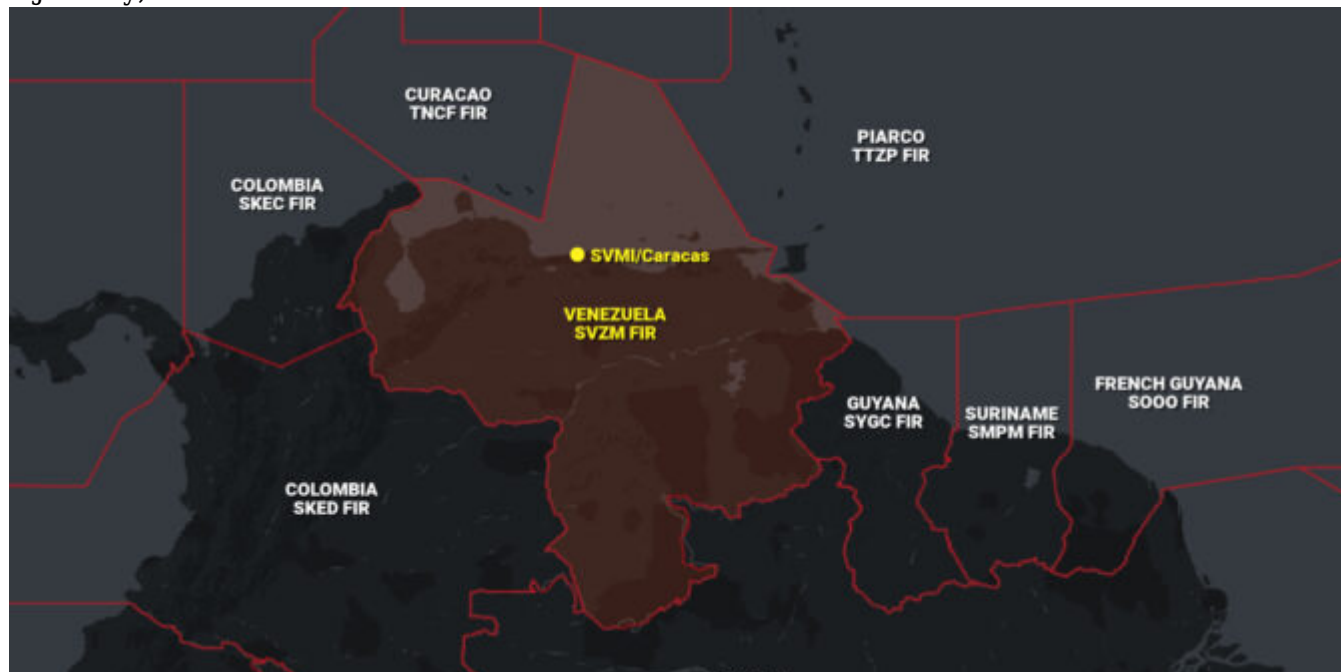 CURACAO
TNCF FIR
PIARCO
TTZP FIR
COLOMBIA
SKEC FIR
SVMI/Caracas
VENEZUELA
SVZM FIR
FRENCH GUYANA
SOOO FIR
GUYANA
SYGC FIR
SURINAME
SMPM FIR
COLOMBIA
SKED FIR